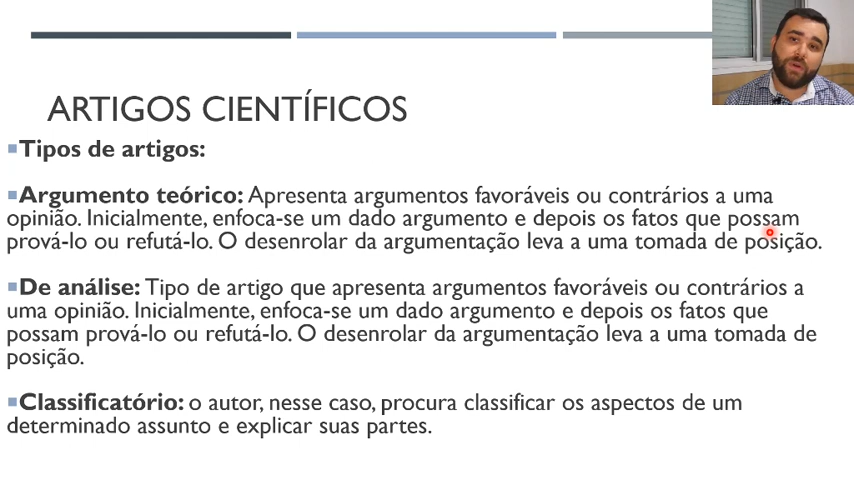 ARTIGOS CIENTÍFICOS
▪Tipos de artigos:
▪Argumento teórico: Apresenta argumentos favoráveis ou contrários a uma
opinião. Inicialmente, enfoca-se um dado argumento e depois os fatos que possam
prová-lo ou refutá-lo. O desenrolar da argumentação leva a uma tomada de posição.
▪De análise: Tipo de artigo que apresenta argumentos favoráveis ou contrários a
uma opinião. Inicialmente, enfoca-se um dado argumento e depois os fatos que
possam prová-lo ou refutá-lo. O desenrolar da argumentação leva a uma tomada de
posição.
▪Classificatório: o autor, nesse caso, procura classificar os aspectos de um
determinado assunto e explicar suas partes.